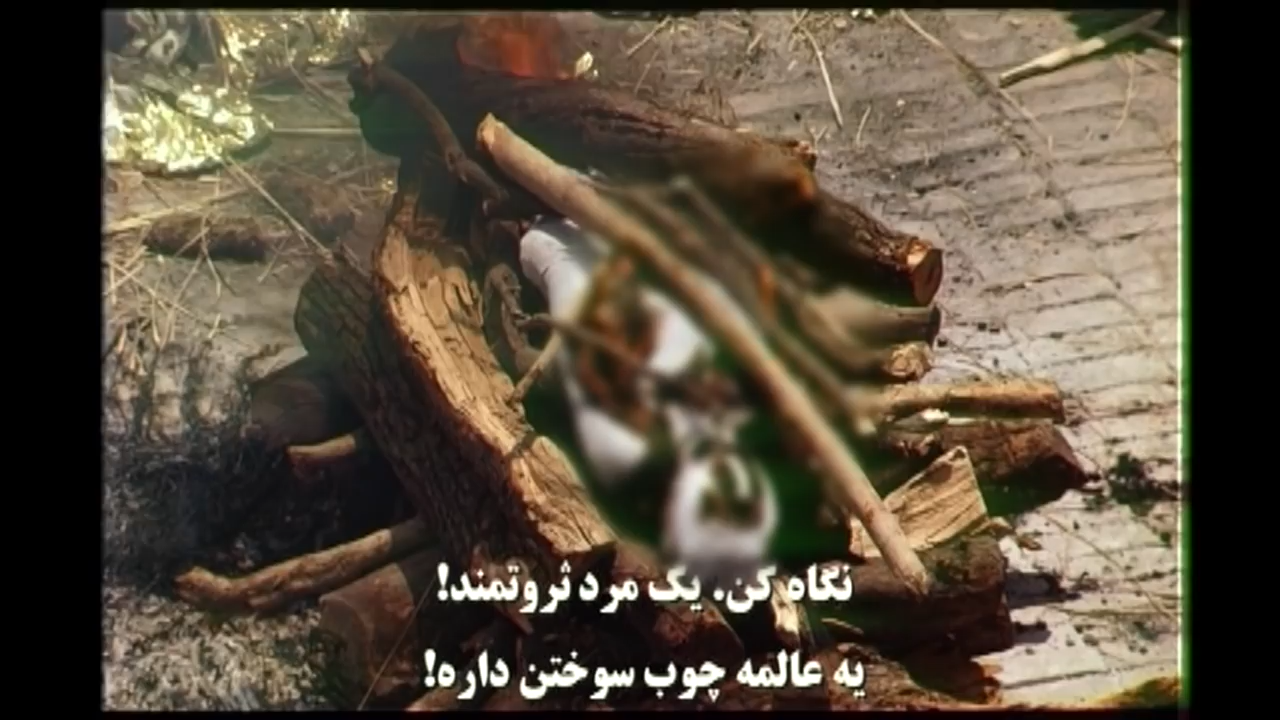 نگاه کن. یک مرد ثروتمند!
یه عالمه چوب سوختن داره!